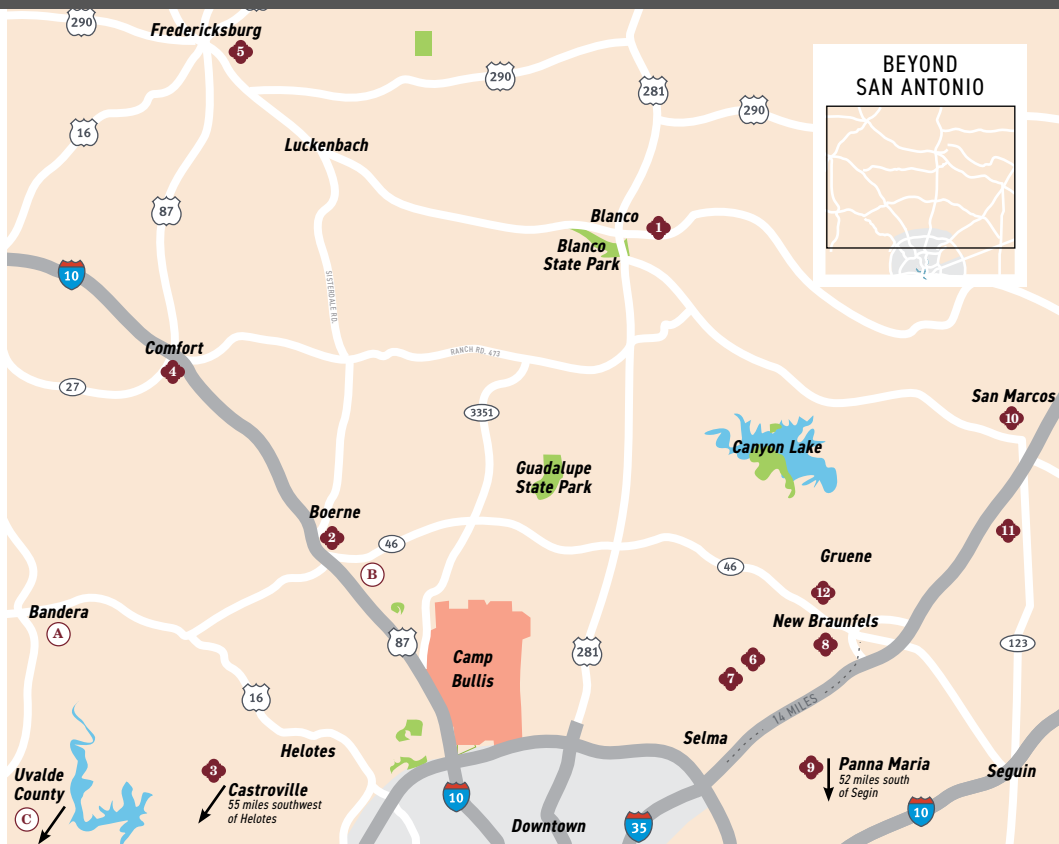 290
Fredericksburg
5
BEYOND
SAN ANTONIO
290
281
290
16
Luckenbach
87
Blanco
1
Blanco
State Park
10
SISTERDALE RD.
Comfort
4
RANCH RD. 473
27
San Marcos
10
3351
Canyon Lake
Guadalupe
State Park
Boerne
2
46
11
B
46
Gruene
12
Bandera
A
New Braunfels
8
87
Camp
Bullis
281
6
7
123
16
14 MILES
Selma
Helotes
3
Castroville
55 miles southwest
of Helotes
Uvalde
County
C
9
Panna Maria
52 miles south
of Segin
Seguin
10
Downtown
35
10